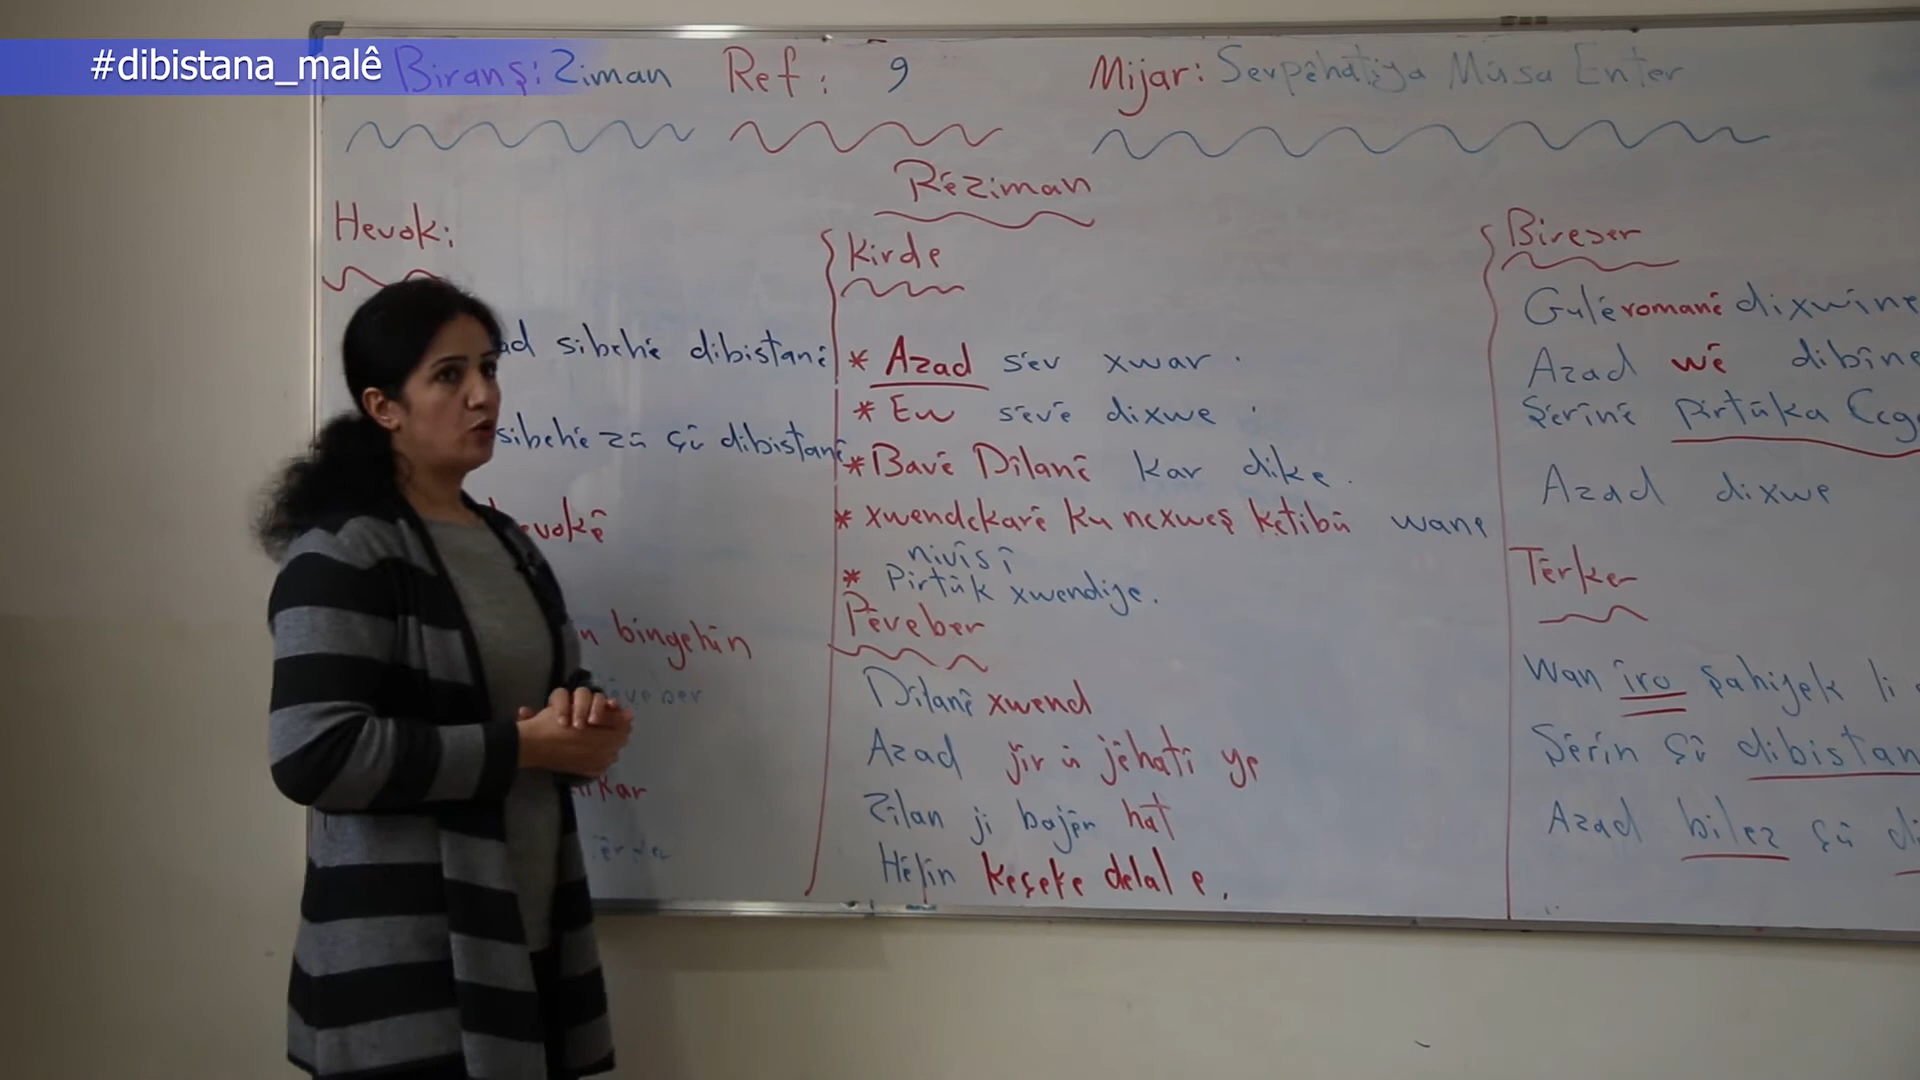 #dibistana_malê
Biranş: Ziman Ref: 9 Mijar: Serpêhatiya Mûsa Enter
Rêziman
Hevok:
sibehê dibistanê
sibehê zû çû dibistanê
bingehîn
Kirde
* Azad sêv xwar.
* Ew sêvê dixwe.
* Bavê Dîlanê kar dike.
* xwendekarê ku nexweş ketibû wane
nivîsî
* Pirtûk xwendiye.
Pêveber
Dîlanê xwend
Azad jîr û jêhatî ye
Zîlan ji bajêr hat
Hêlîn keçeke delal e.
Bireser
Gulê romanê dixwîne
Azad wê dibîne
Şêrînê pirtûka
Azad dixwe
Têrker
Wan îro şahiyek li
Şêrîn çû dibistan
Azad bilez çû